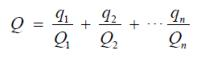 Q = q₁/Q₁ + q₂/Q₂ + ··· qₙ/Qₙ